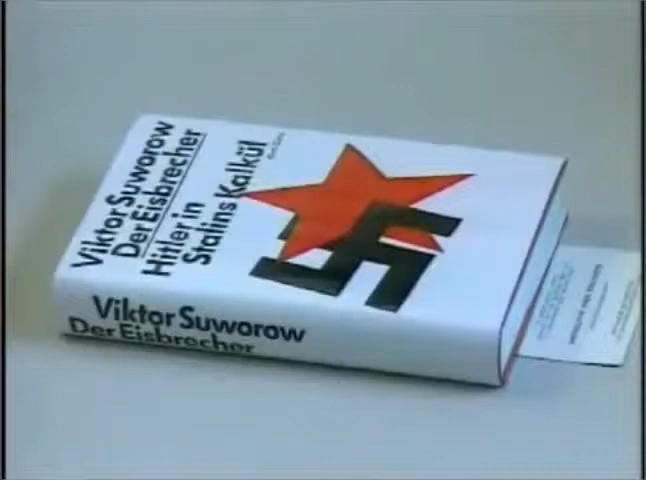 Viktor Suworow
Der Eisbrecher
Hitler in
Stalins Kalkül
Viktor Suworow
Der Eisbrecher